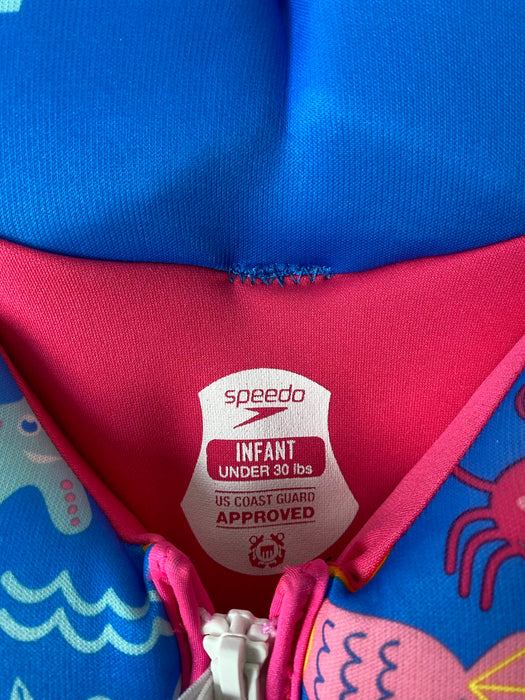 speedo
INFANT
UNDER 30 lbs
US COAST GUARD
APPROVED